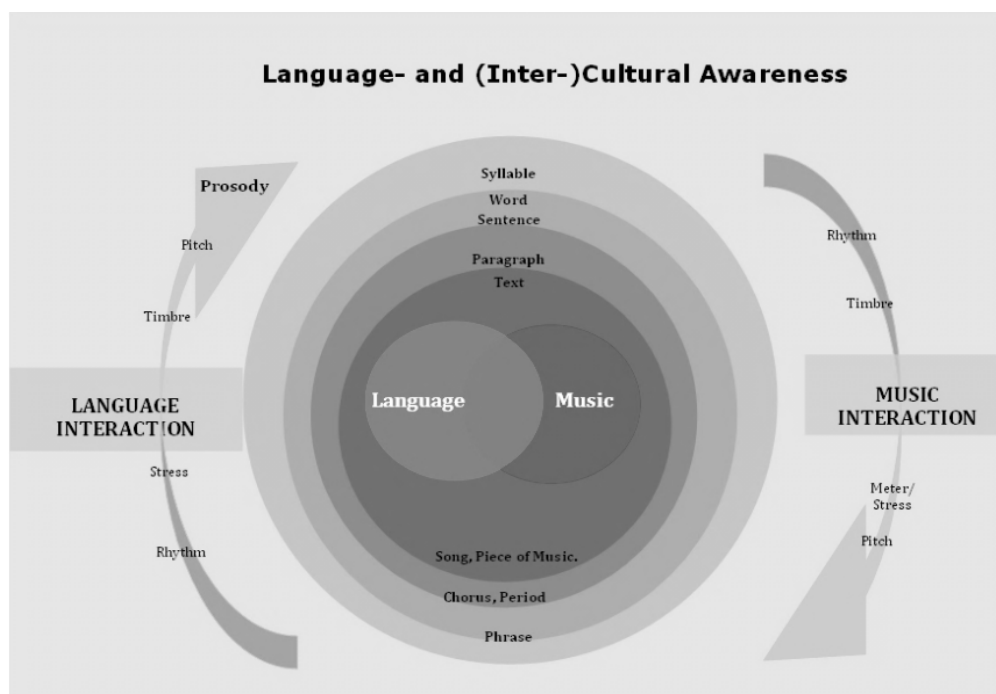 Language- and (Inter-)Cultural Awareness
Syllable
Prosody
Word
Sentence
Pitch
Rhythm
Paragraph
Text
Timbre
Timbre
LANGUAGE
INTERACTION
Language
Music
MUSIC
INTERACTION
Stress
Meter/
Stress
Rhythm
Pitch
Song, Piece of Music.
Chorus, Period
Phrase